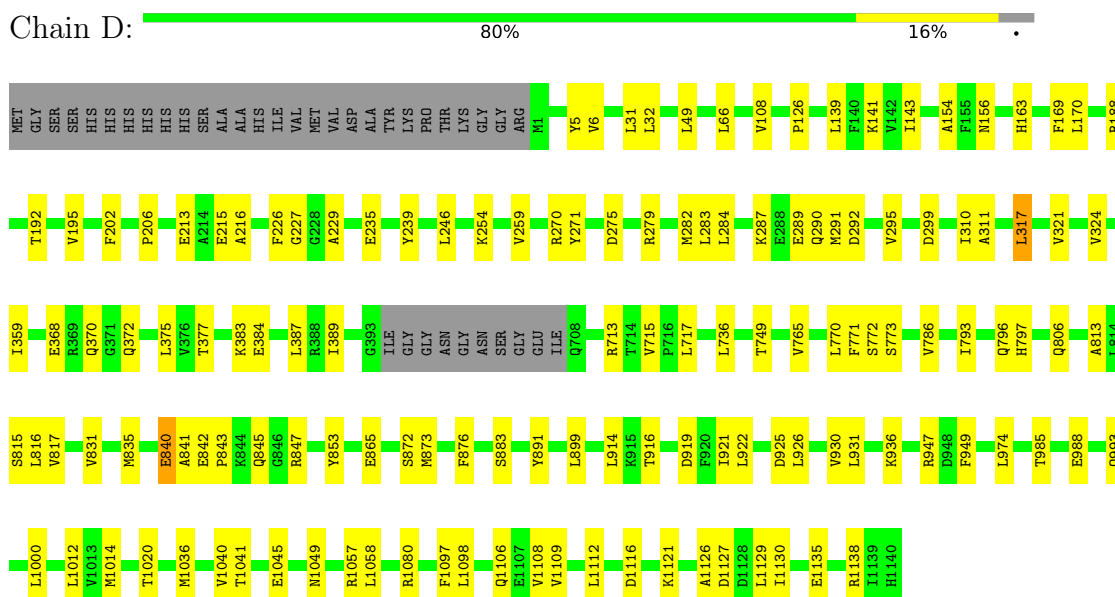 Chain D:
80% 16% •
MET GLY SER SER HIS HIS HIS HIS HIS HIS SER ALA ALA HIS ILE VAL MET VAL ASP ALA TYR LYS PRO THR LYS GLY GLY ARG M1 Y5 V6 L31 L32 L49 L66 V108 P126 L139 F140 K141 V142 I143 A154 F155 N156 H163 F169 L170
T192 V195 F202 P206 E213 A214 E215 A216 F226 G227 G228 A229 E235 Y239 L246 K254 V259 R270 Y271 D275 R279 M282 L283 L284 K287 E288 E289 Q290 M291 D292 V295 D299 I310 A311 L317 V321 V324
I359 E368 R369 Q370 G371 Q372 L375 V376 T377 K383 E384 L387 R388 I389 G393 ILE GLY GLY ASN GLY ASN SER GLY GLU ILE Q708 R713 T714 V715 P716 L717 L736 T749 V765 L770 F771 S772 S773 V786 I793 Q796 H797 Q806 A813 L814
S815 L816 V817 V831 M835 E840 A841 E842 P843 K844 Q845 G846 R847 Y853 E865 S872 M873 F876 S883 Y891 L899 L914 K915 T916 D919 F920 I921 L922 D925 L926 V930 L931 K936 R947 D948 F949 L974 T985 E988
L1000 L1012 V1013 M1014 T1020 M1036 V1040 T1041 E1045 N1049 R1057 L1058 R1080 F1097 L1098 Q1106 E1107 V1108 V1109 L1112 D1116 K1121 A1126 D1127 D1128 L1129 I1130 E1135 R1138 I1139 H1140